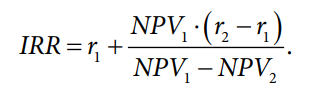 IRR = r₁ + NPV₁ · (r₂ − r₁) / NPV₁ − NPV₂ .